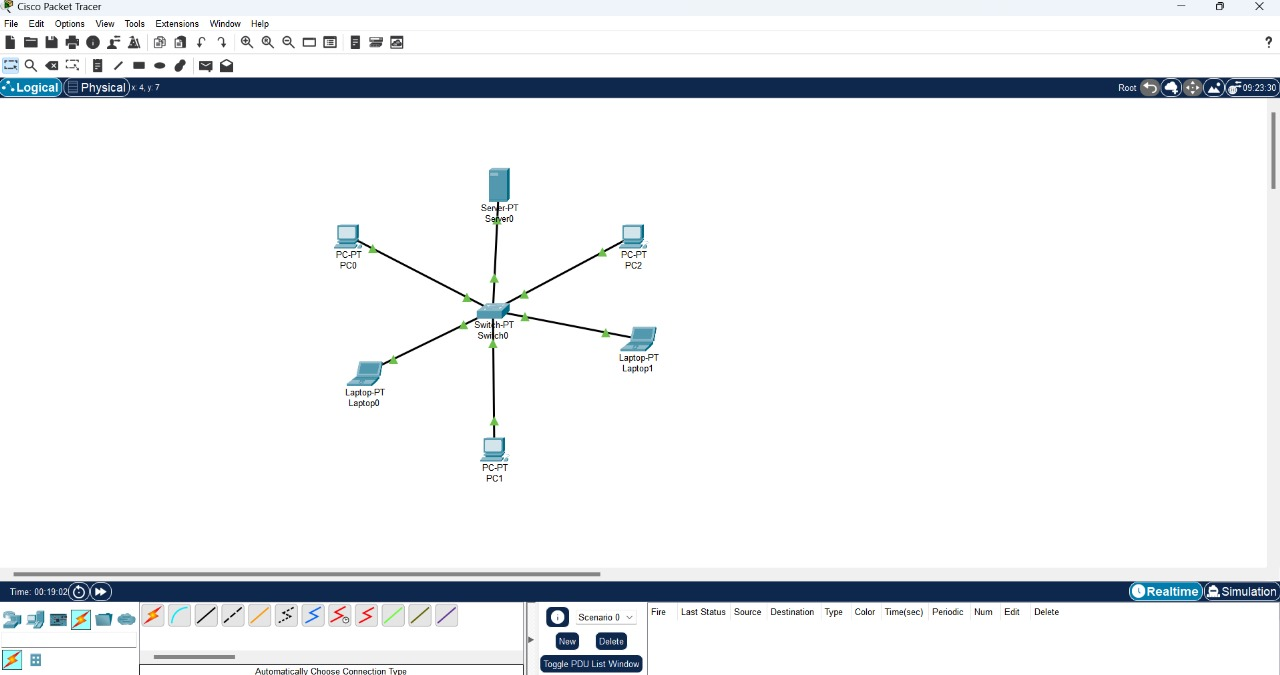 Cisco Packet Tracer
File Edit Options View Tools Extensions Window Help
?
Logical Physical x: 4, y: 7 Root 09:23:30
Server-PT
Server0
PC-PT
PC0
PC-PT
PC2
Switch-PT
Switch0
Laptop-PT
Laptop1
Laptop-PT
Laptop0
PC-PT
PC1
Time: 00:19:02 Realtime Simulation
Scenario 0
New Delete
Toggle PDU List Window
Fire Last Status Source Destination Type Color Time(sec) Periodic Num Edit Delete
Automatically Choose Connection Type